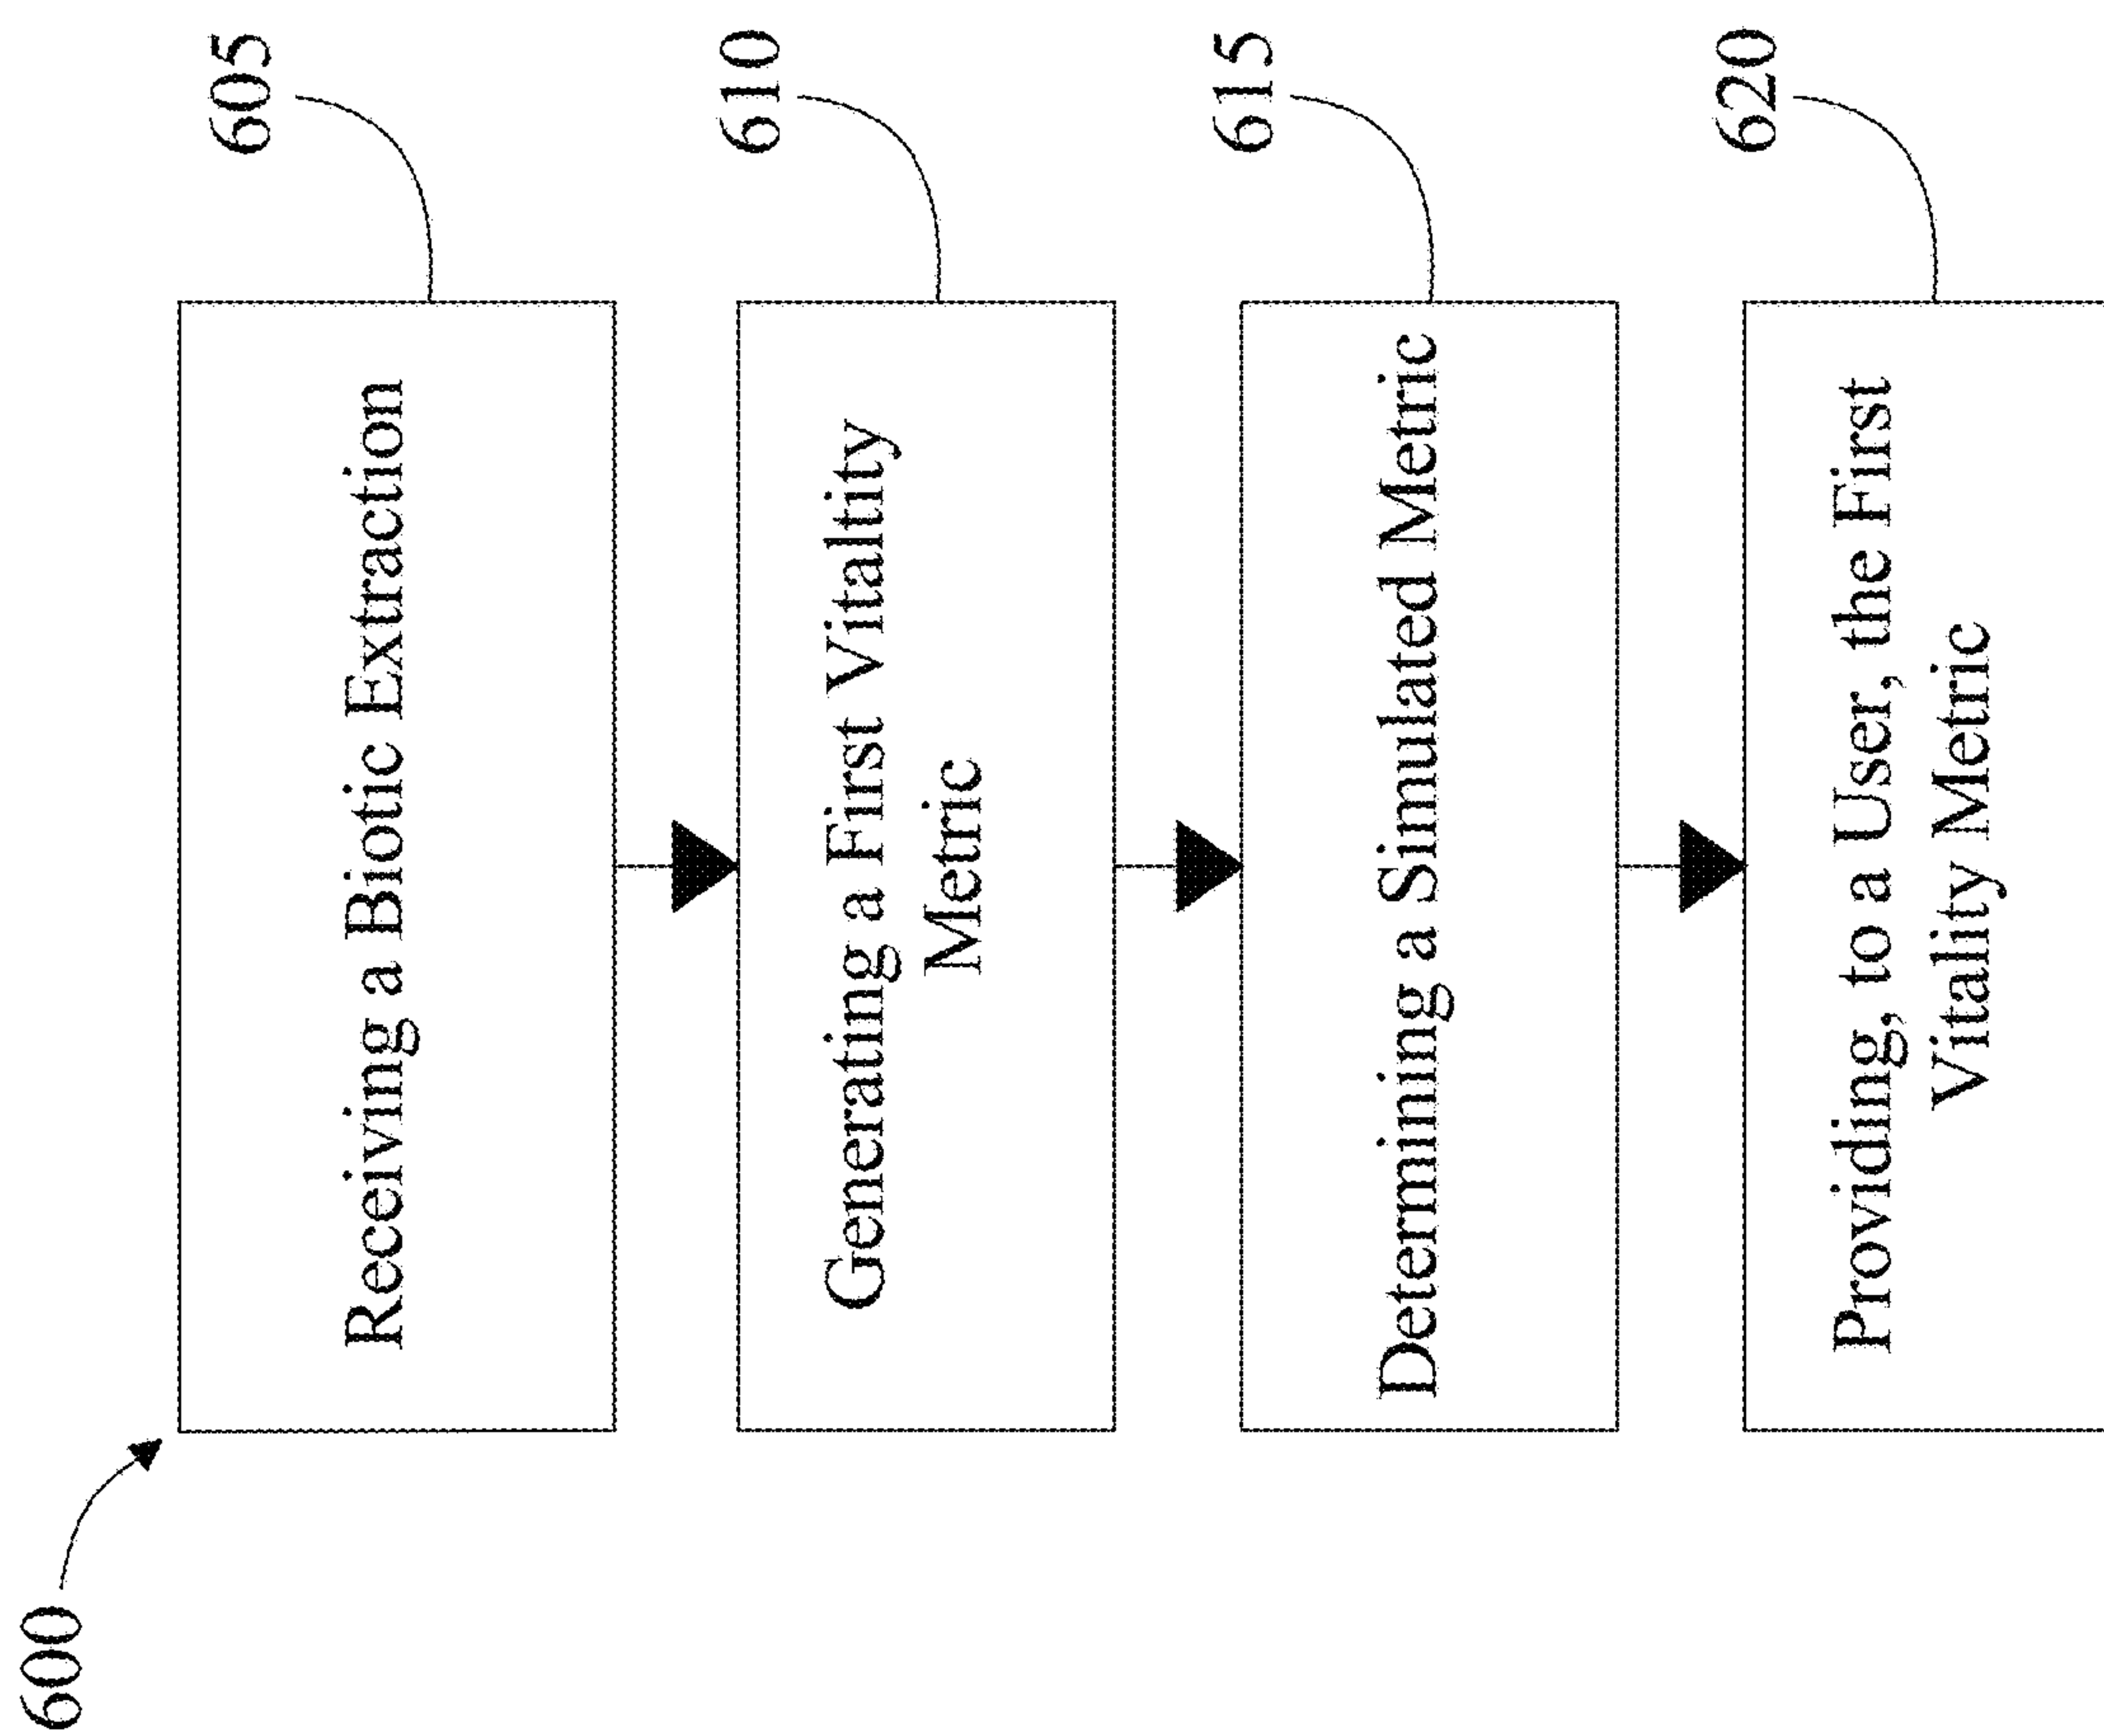 600
605
Receiving a Biotic Extraction
610
Generating a First Vitaltity
Metric
615
Determining a Simulated Metric
620
Providing, to a User, the First
Vitality Metric